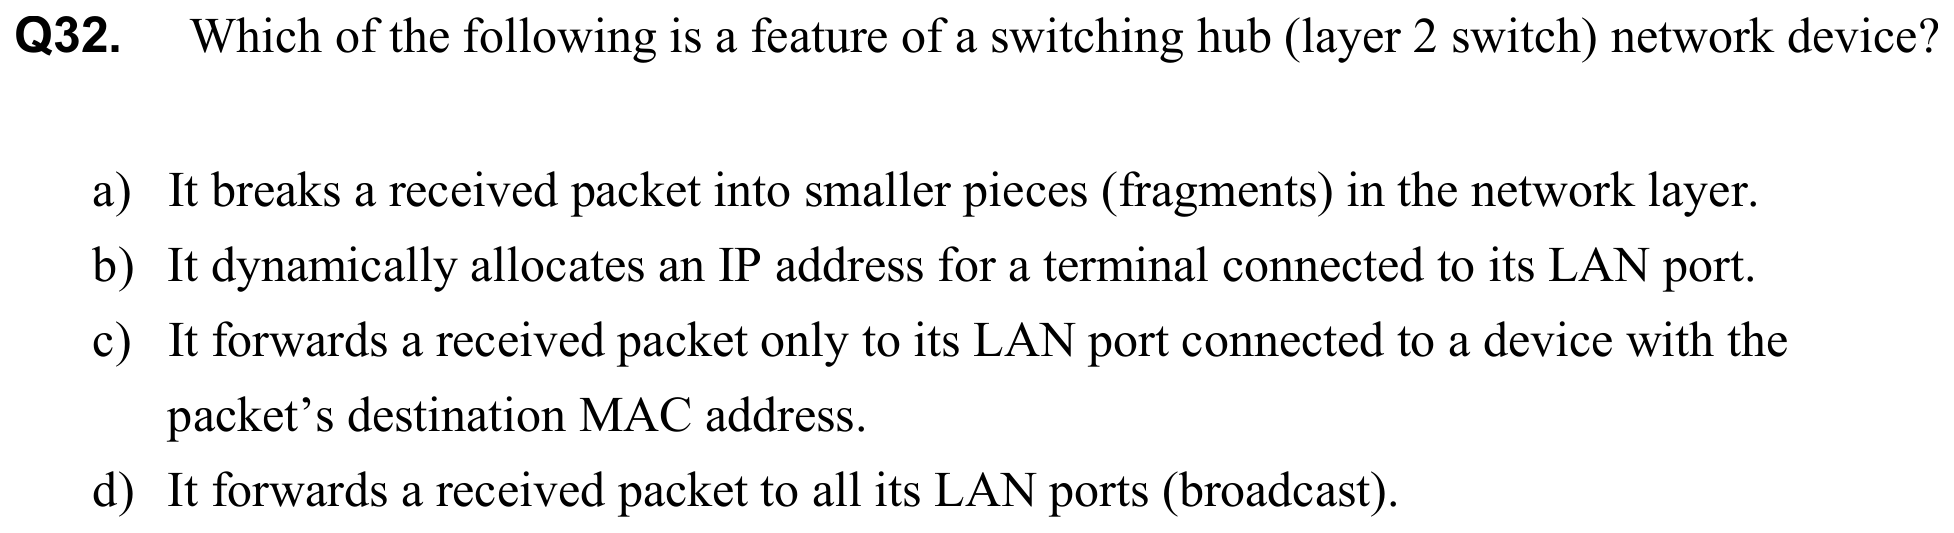 Q32. Which of the following is a feature of a switching hub (layer 2 switch) network device?
a) It breaks a received packet into smaller pieces (fragments) in the network layer.
b) It dynamically allocates an IP address for a terminal connected to its LAN port.
c) It forwards a received packet only to its LAN port connected to a device with the
packet’s destination MAC address.
d) It forwards a received packet to all its LAN ports (broadcast).